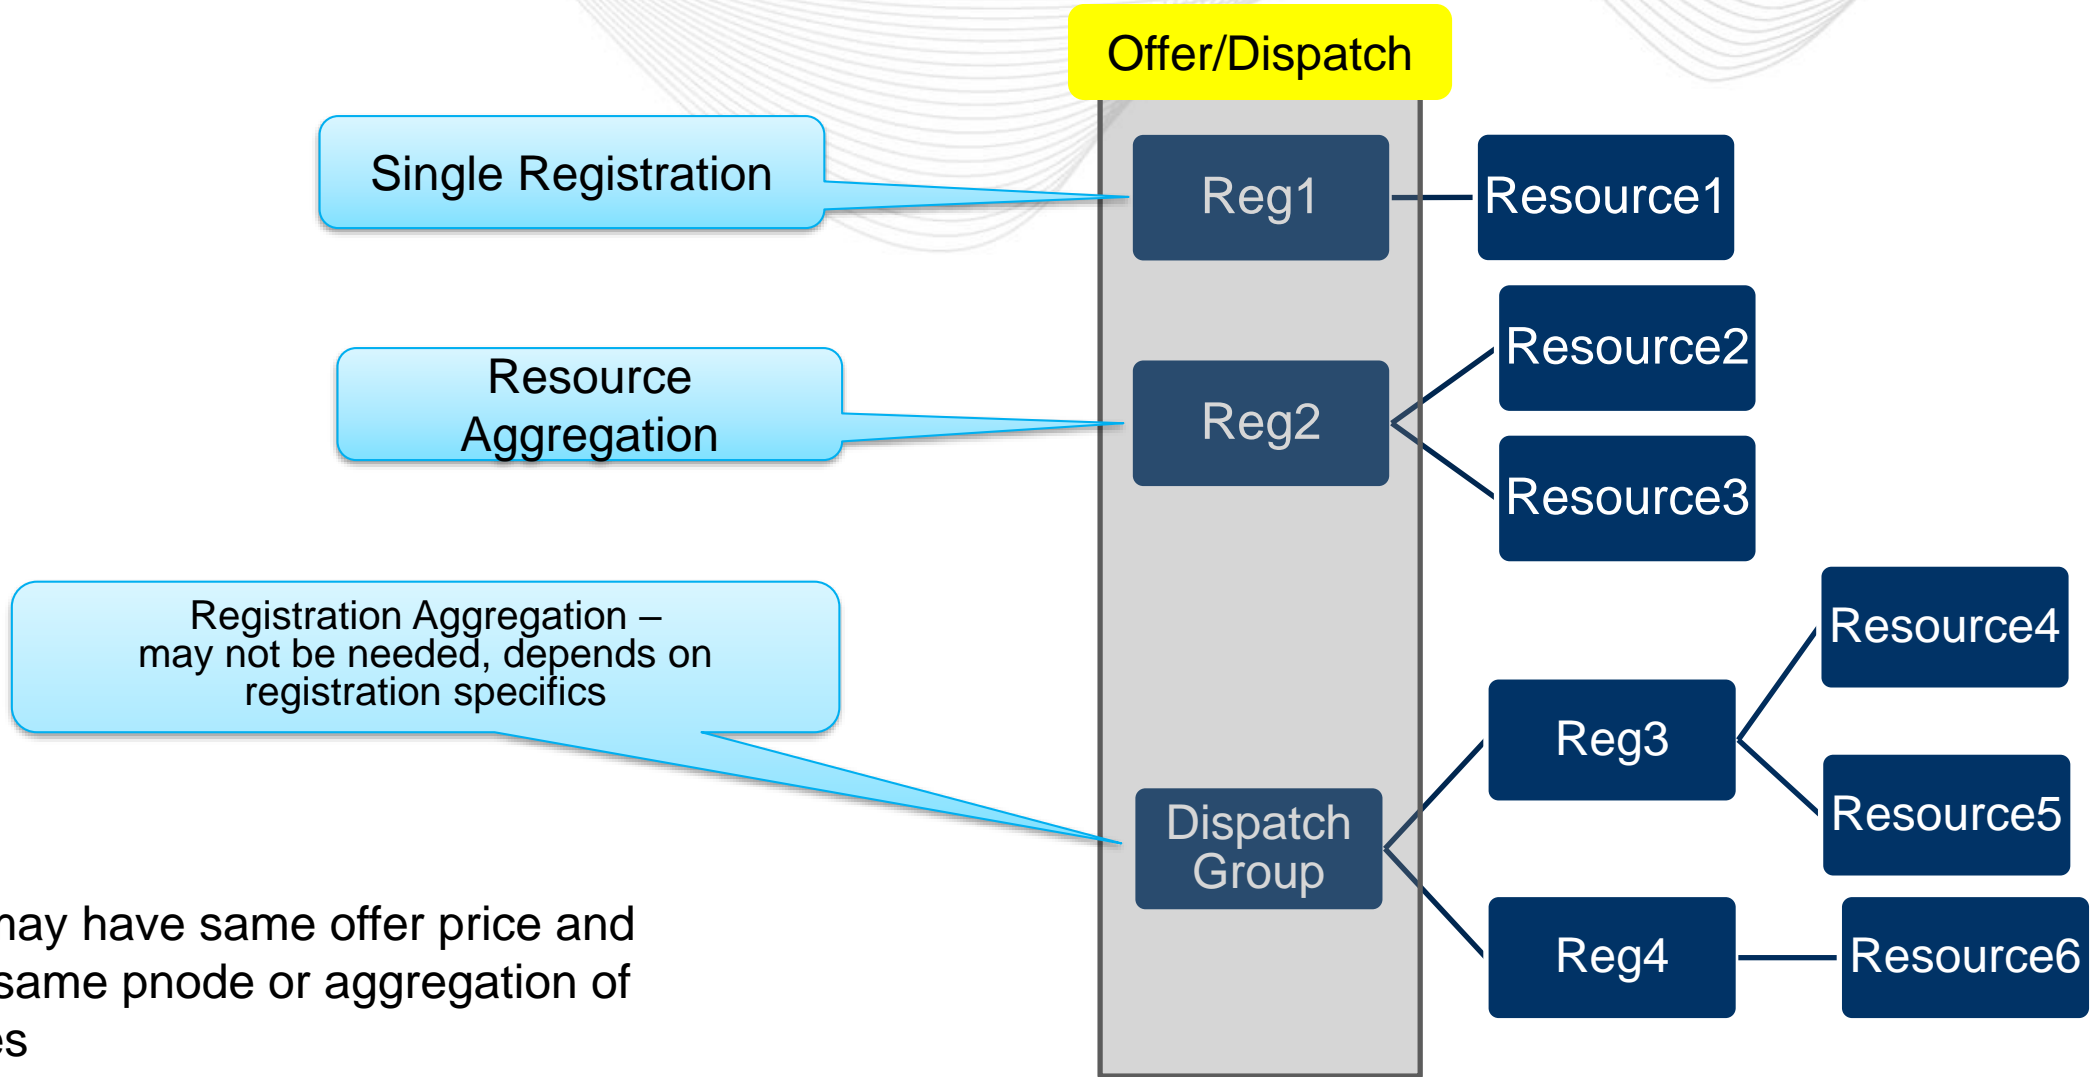 Offer/Dispatch
Single Registration
Reg1
Resource1
Resource
Aggregation
Reg2
Resource2
Resource3
Registration Aggregation –
may not be needed, depends on
registration specifics
Dispatch
Group
Reg3
Resource4
Resource5
Reg4
Resource6
may have same offer price and
same pnode or aggregation of